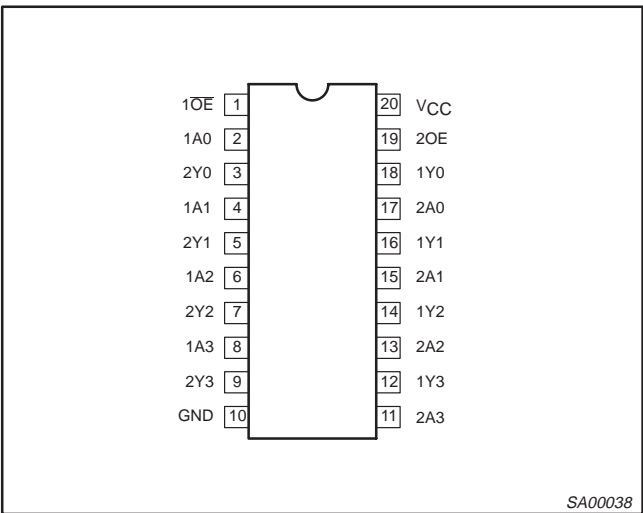 1O̅E̅ 1 20 VCC
1A0 2 19 2OE
2Y0 3 18 1Y0
1A1 4 17 2A0
2Y1 5 16 1Y1
1A2 6 15 2A1
2Y2 7 14 1Y2
1A3 8 13 2A2
2Y3 9 12 1Y3
GND 10 11 2A3
SA00038